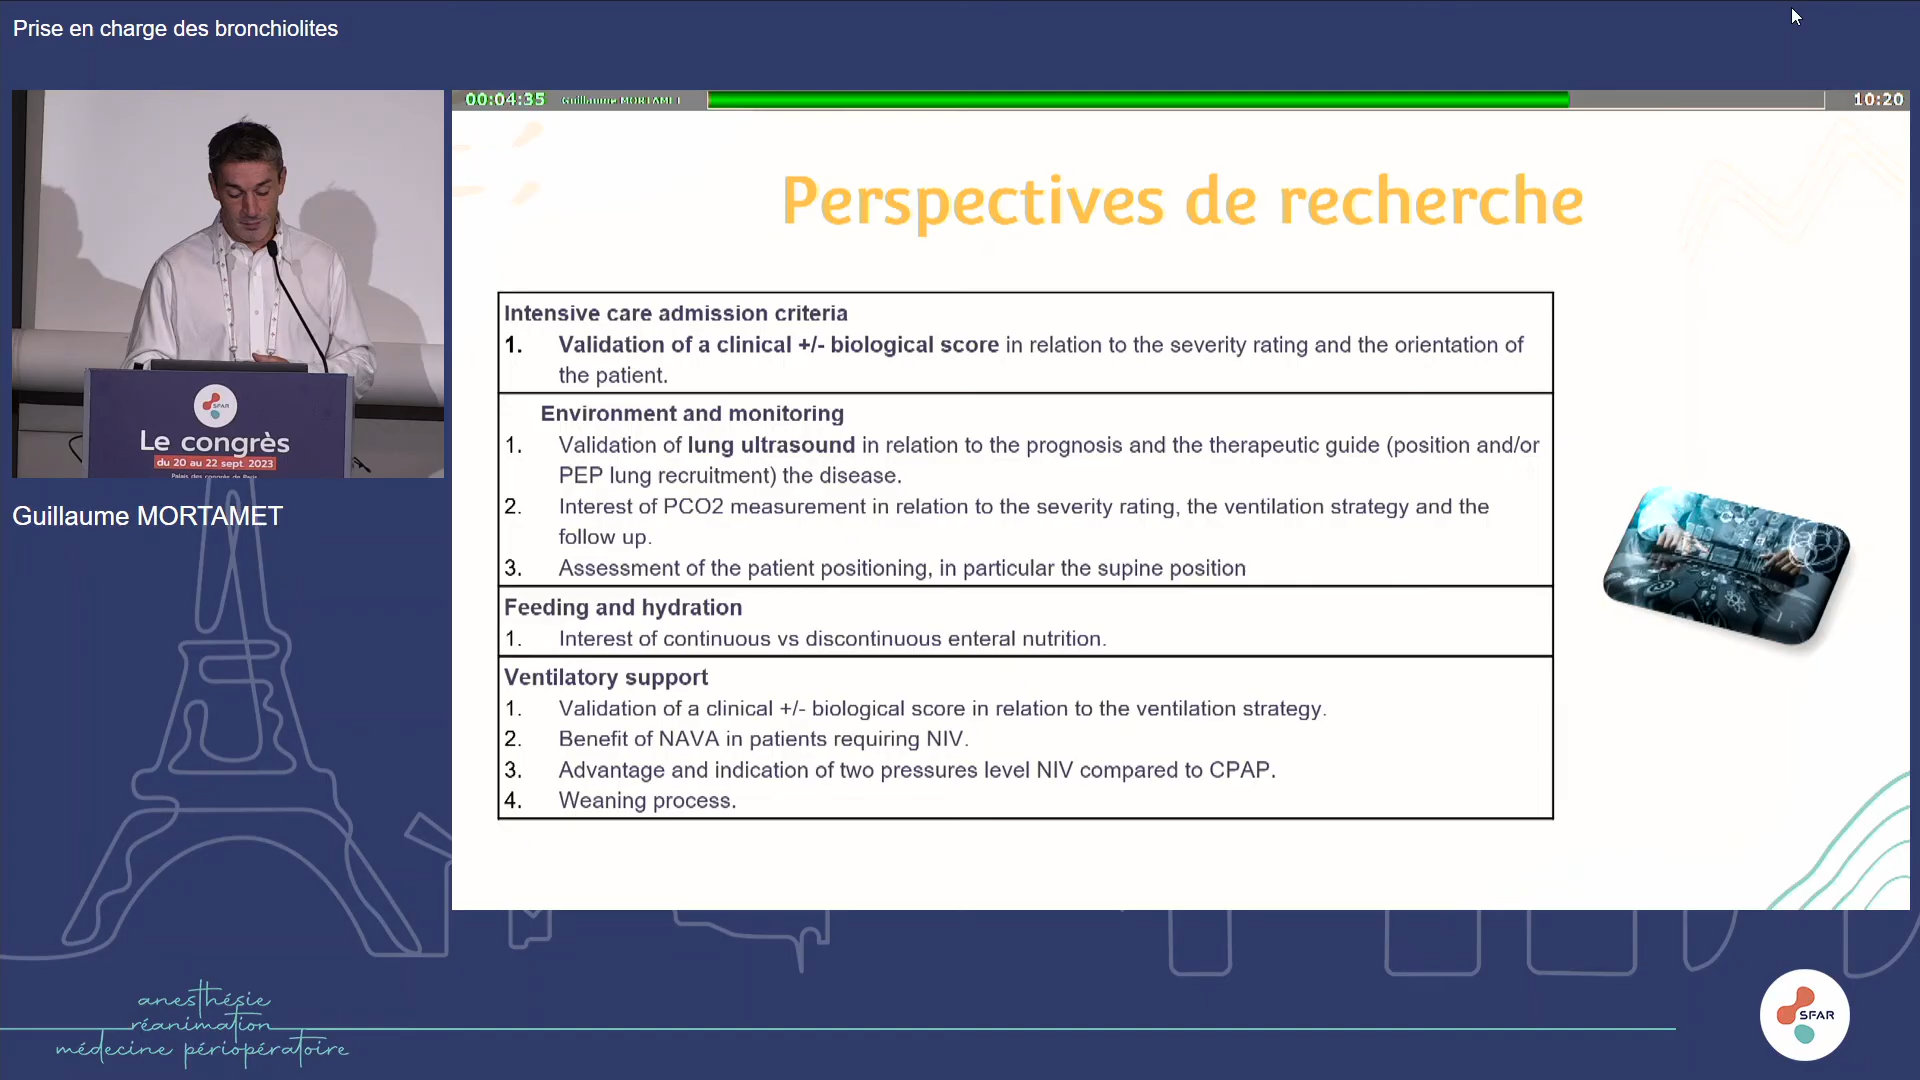 Prise en charge des bronchiolites
00:04:35 Guillaume MORTAMET 10:20
Perspectives de recherche
Intensive care admission criteria
1. Validation of a clinical +/- biological score in relation to the severity rating and the orientation of
the patient.
Environment and monitoring
1. Validation of lung ultrasound in relation to the prognosis and the therapeutic guide (position and/or
PEP lung recruitment) the disease.
2. Interest of PCO2 measurement in relation to the severity rating, the ventilation strategy and the
follow up.
3. Assessment of the patient positioning, in particular the supine position
Feeding and hydration
1. Interest of continuous vs discontinuous enteral nutrition.
Ventilatory support
1. Validation of a clinical +/- biological score in relation to the ventilation strategy.
2. Benefit of NAVA in patients requiring NIV.
3. Advantage and indication of two pressures level NIV compared to CPAP.
4. Weaning process.
SFAR
Le congrès
du 20 au 22 sept. 2023
Palais des congrès de Paris
Guillaume MORTAMET
anesthésie
réanimation
médecine périopératoire
SFAR